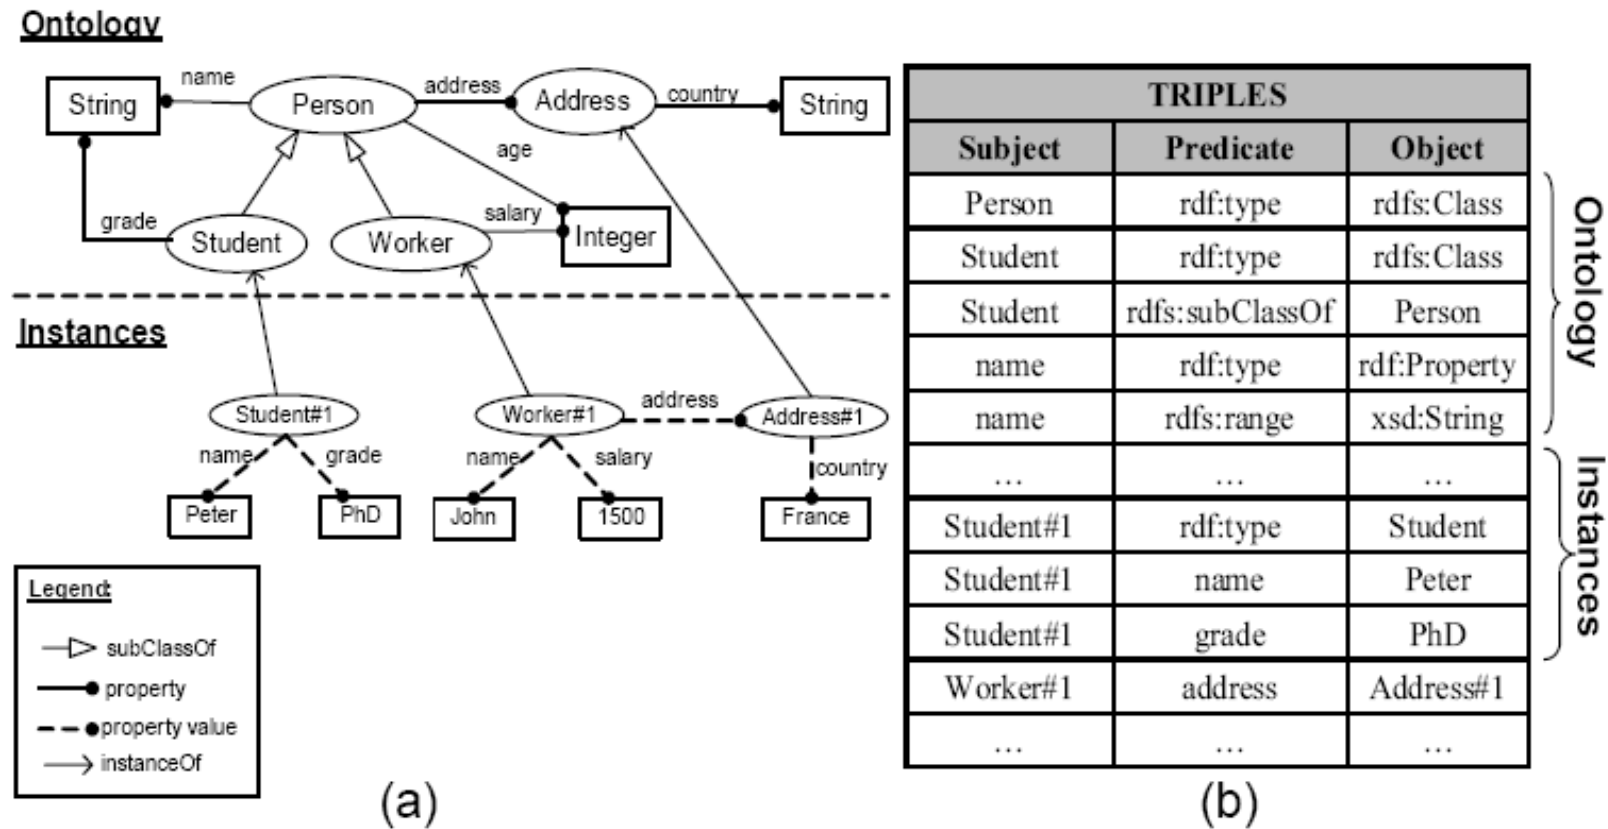 Ontology
name
String
Person
address
Address
country
String
age
grade
Student
Worker
salary
Integer
Instances
Student#1
Worker#1
address
Address#1
name
grade
name
salary
country
Peter
PhD
John
1500
France
Legend:
subClassOf
property
property value
instanceOf
(a)
TRIPLES
Subject Predicate Object
Person rdf:type rdfs:Class
Student rdf:type rdfs:Class
Student rdfs:subClassOf Person
name rdf:type rdf:Property
name rdfs:range xsd:String
... ... ...
Student#1 rdf:type Student
Student#1 name Peter
Student#1 grade PhD
Worker#1 address Address#1
... ... ...
Ontology
Instances
(b)